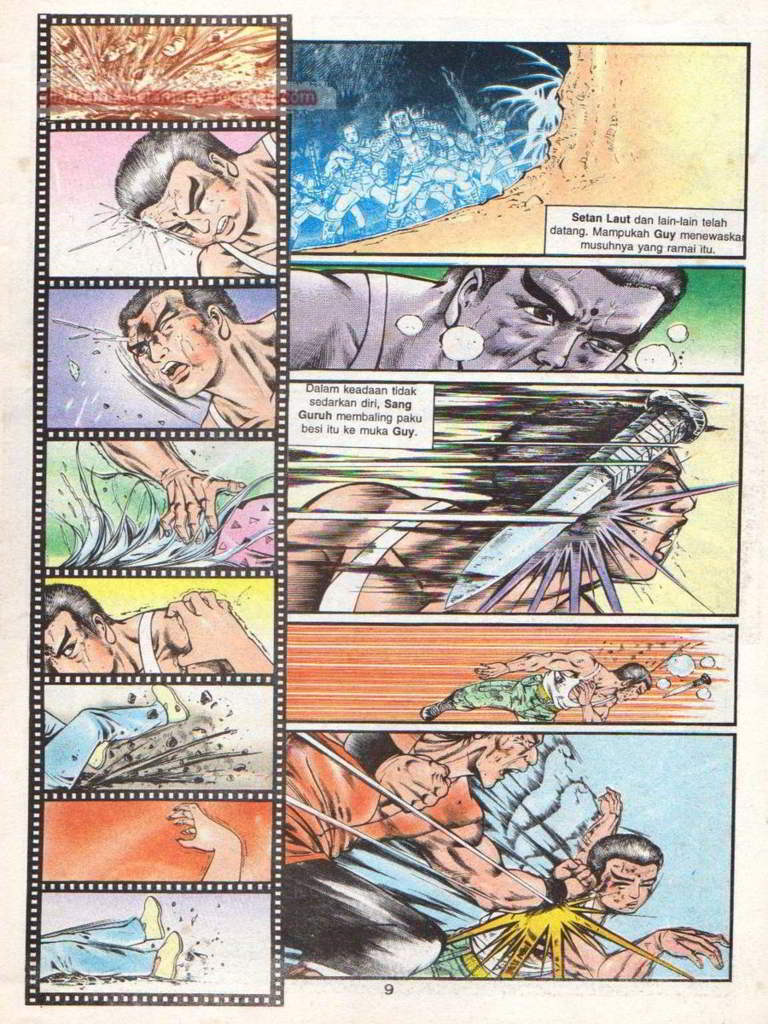 Setan Laut dan lain-lain telah
datang. Mampukah Guy menewaskan
musuhnya yang ramai itu.
Dalam keadaan tidak
sedarkan diri, Sang
Guruh membaling paku
besi itu ke muka Guy.
9